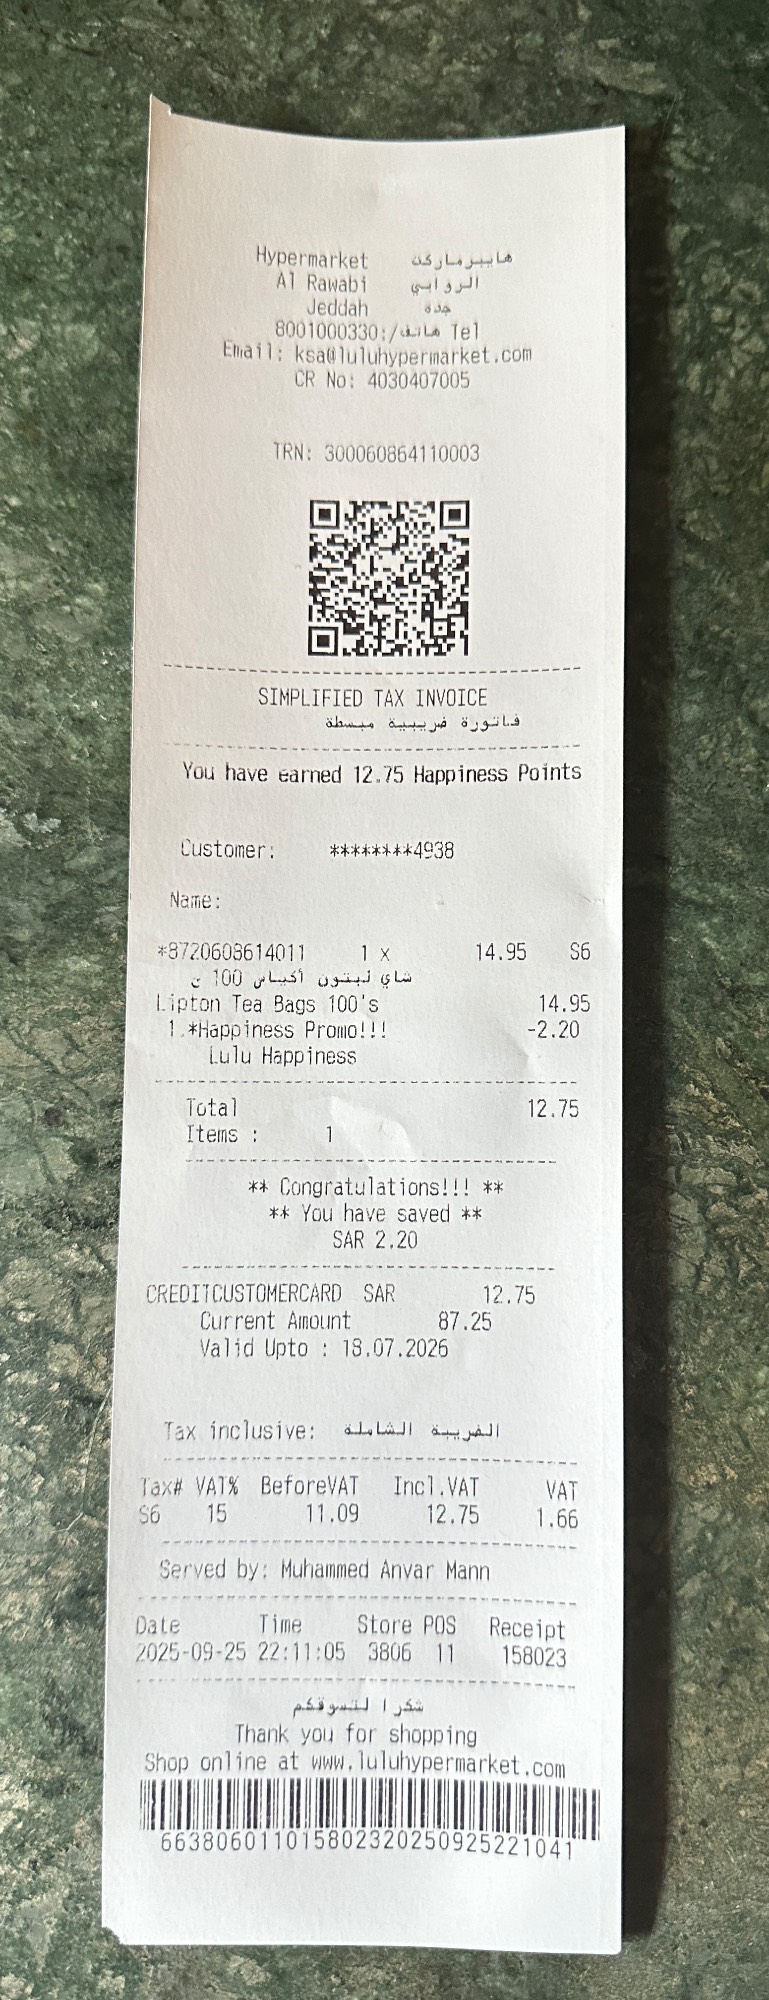 Hypermarket هايبرماركت
Al Rawabi الروابي
Jeddah جدة
8001000330:/هاتف Tel
Email: ksa@luluhypermarket.com
CR No: 4030407005
TRN: 300060864110003
SIMPLIFIED TAX INVOICE
فاتورة ضريبية مبسطة
You have earned 12.75 Happiness Points
Customer: ********4938
Name:
*8720608614011 1 x 14.95 S6
شاي ليبتون أكياس 100 ح
Lipton Tea Bags 100's 14.95
1.*Happiness Promo!!! -2.20
Lulu Happiness
Total 12.75
Items : 1
** Congratulations!!! **
** You have saved **
SAR 2.20
CREDITCUSTOMERCARD SAR 12.75
Current Amount 87.25
Valid Upto : 18.07.2026
Tax inclusive: الضريبة الشاملة
Tax# VAT% BeforeVAT Incl.VAT VAT
S6 15 11.09 12.75 1.66
Served by: Muhammed Anvar Mann
Date Time Store POS Receipt
2025-09-25 22:11:05 3806 11 158023
شكرا لتسوقكم
Thank you for shopping
Shop online at www.luluhypermarket.com
66380601101580232025092522​1041